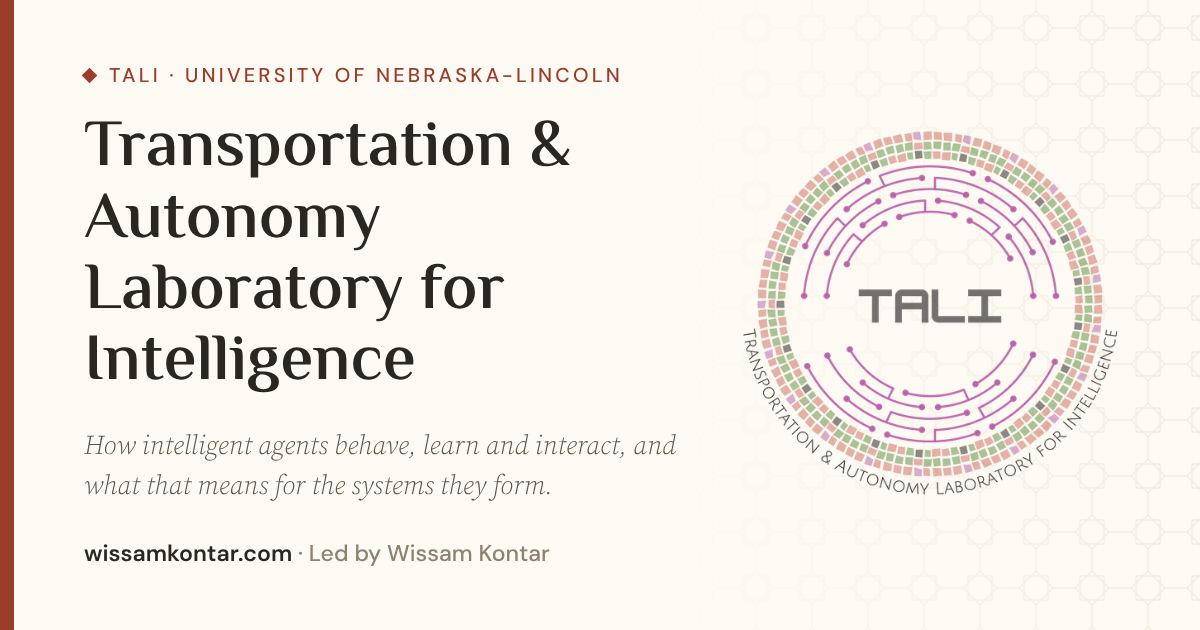 ◆ TALI · UNIVERSITY OF NEBRASKA–LINCOLN
Transportation &
Autonomy
Laboratory for
Intelligence
How intelligent agents behave, learn and interact, and
what that means for the systems they form.
wissamkontar.com · Led by Wissam Kontar
TALI
TRANSPORTATION & AUTONOMY LABORATORY FOR INTELLIGENCE